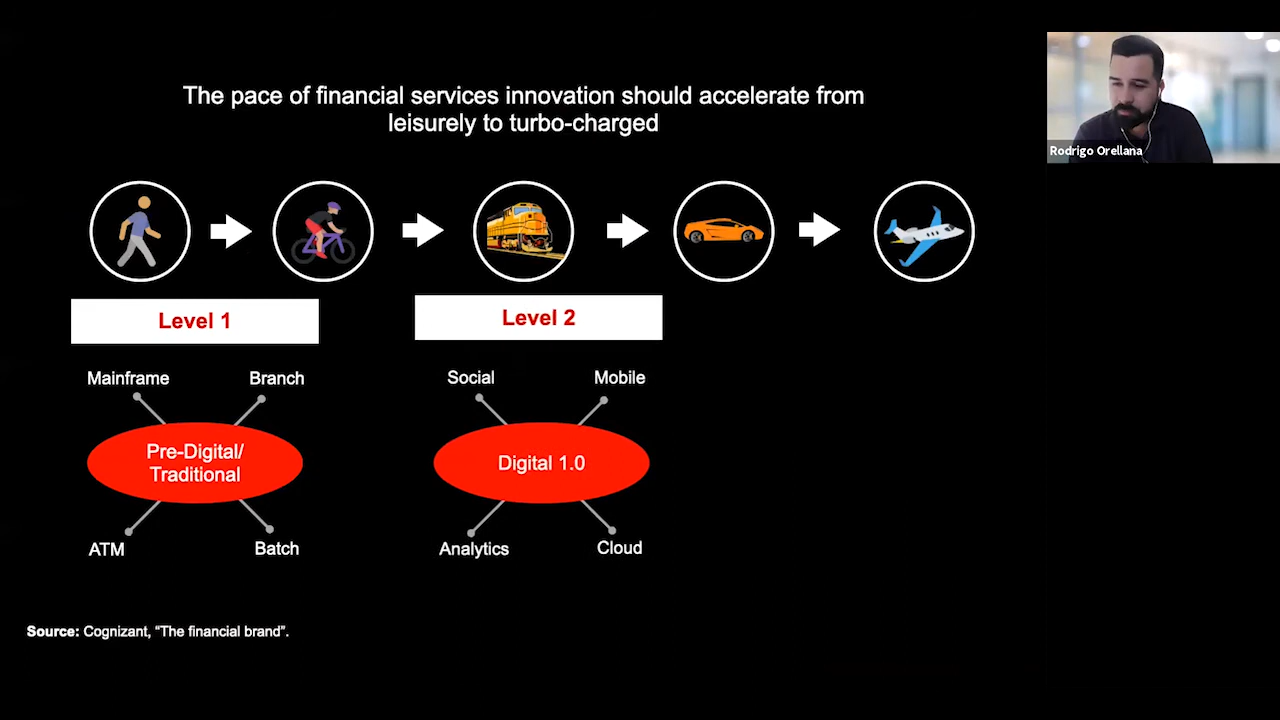 The pace of financial services innovation should accelerate from
leisurely to turbo-charged
Rodrigo Orellana
Level 1
Level 2
Mainframe
Branch
Pre-Digital/
Traditional
ATM
Batch
Social
Mobile
Digital 1.0
Analytics
Cloud
Source: Cognizant, “The financial brand”.